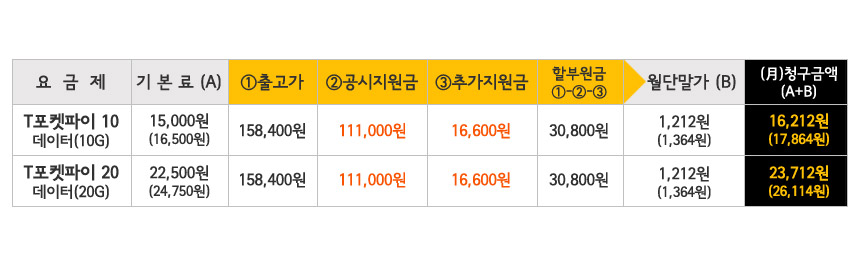 요 금 제 기 본 료 (A) ①출고가 ②공시지원금 ③추가지원금 할부원금 ①-②-③ 월단말가 (B) (月)청구금액 (A+B)
T포켓파이 10 데이터(10G) 15,000원 (16,500원) 158,400원 111,000원 16,600원 30,800원 1,212원 (1,364원) 16,212원 (17,864원)
T포켓파이 20 데이터(20G) 22,500원 (24,750원) 158,400원 111,000원 16,600원 30,800원 1,212원 (1,364원) 23,712원 (26,114원)